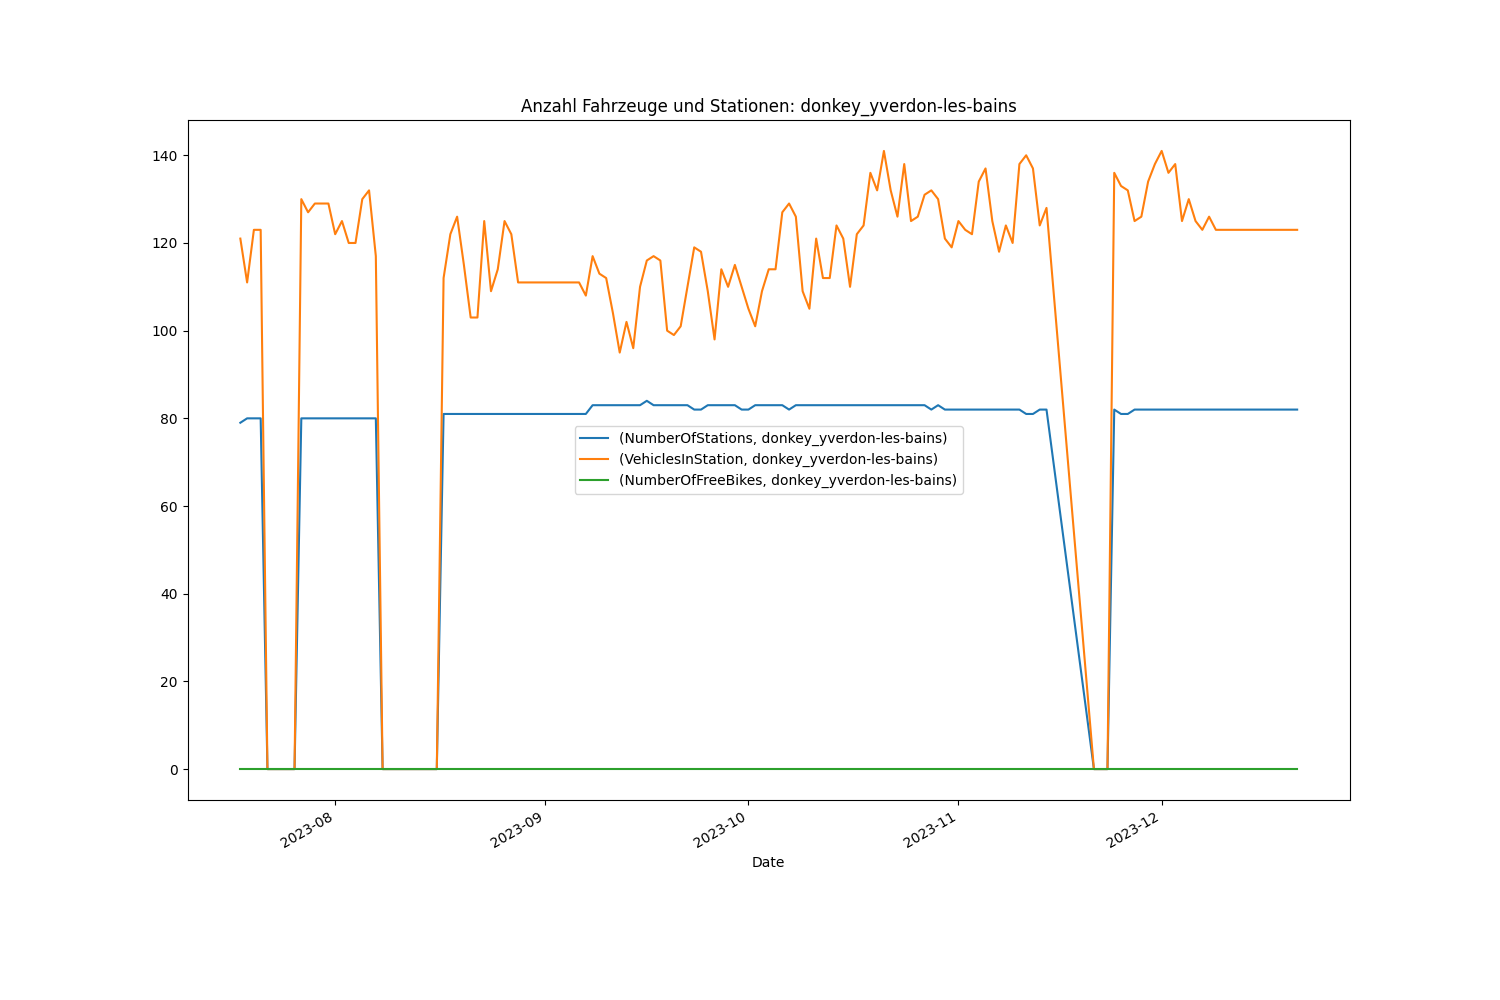 Anzahl Fahrzeuge und Stationen: donkey_yverdon-les-bains
140
120
100
80
60
40
20
0
(NumberOfStations, donkey_yverdon-les-bains)
(VehiclesInStation, donkey_yverdon-les-bains)
(NumberOfFreeBikes, donkey_yverdon-les-bains)
2023-08
2023-09
2023-10
2023-11
2023-12
Date